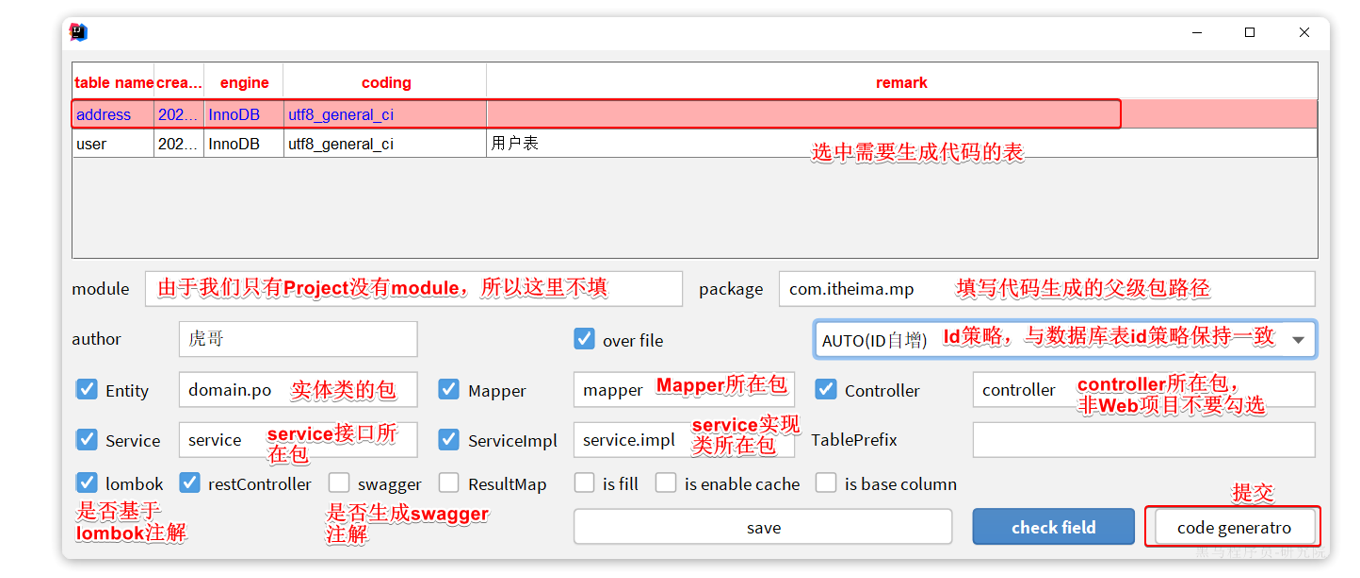 table name crea... engine coding remark
address 202... InnoDB utf8_general_ci
user 202... InnoDB utf8_general_ci 用户表
选中需要生成代码的表
module 由于我们只有Project没有module，所以这里不填 package com.itheima.mp 填写代码生成的父级包路径
author 虎哥 over file AUTO(ID自增) Id策略，与数据库表id策略保持一致
Entity domain.po 实体类的包 Mapper mapper Mapper所在包 Controller controller controller所在包，
非Web项目不要勾选
Service service service接口所
在包 ServiceImpl service.impl service实现
类所在包 TablePrefix
lombok restController swagger ResultMap is fill is enable cache is base column
是否基于
lombok注解
是否生成swagger
注解
提交
save check field code generatro
黑马程序员-研究院